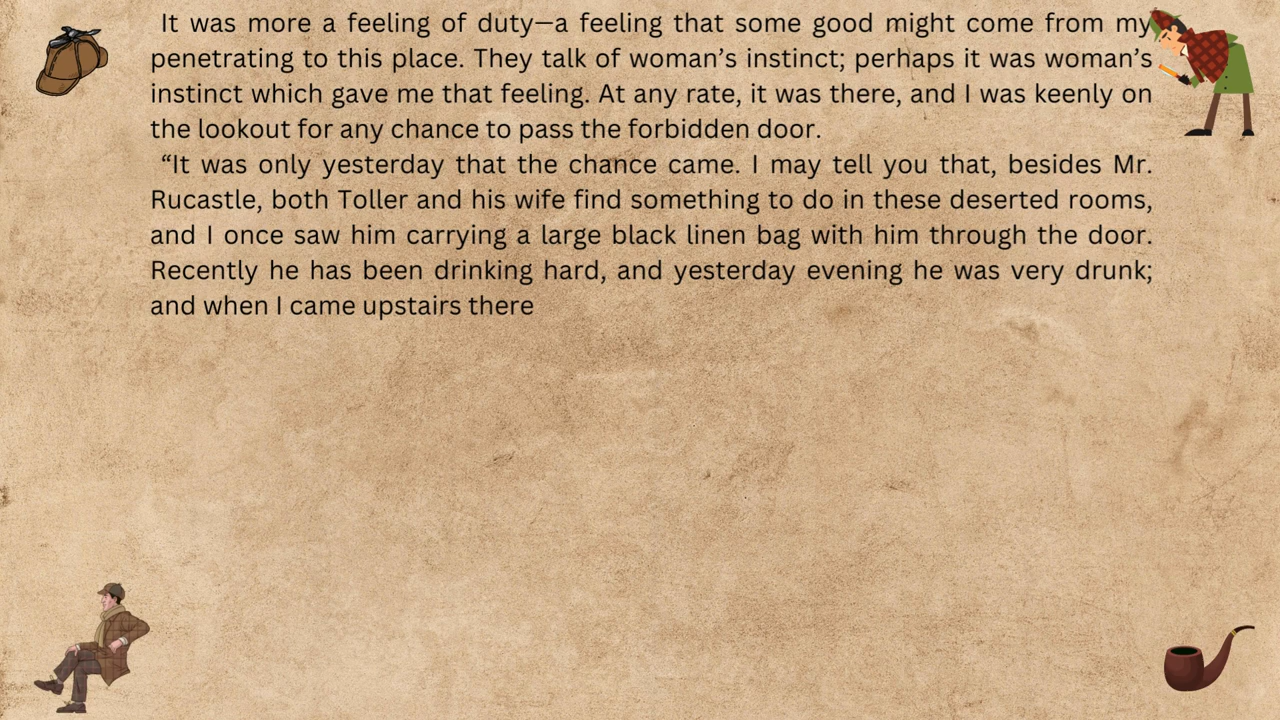 It was more a feeling of duty—a feeling that some good might come from my
penetrating to this place. They talk of woman’s instinct; perhaps it was woman’s
instinct which gave me that feeling. At any rate, it was there, and I was keenly on
the lookout for any chance to pass the forbidden door.
“It was only yesterday that the chance came. I may tell you that, besides Mr.
Rucastle, both Toller and his wife find something to do in these deserted rooms,
and I once saw him carrying a large black linen bag with him through the door.
Recently he has been drinking hard, and yesterday evening he was very drunk;
and when I came upstairs there